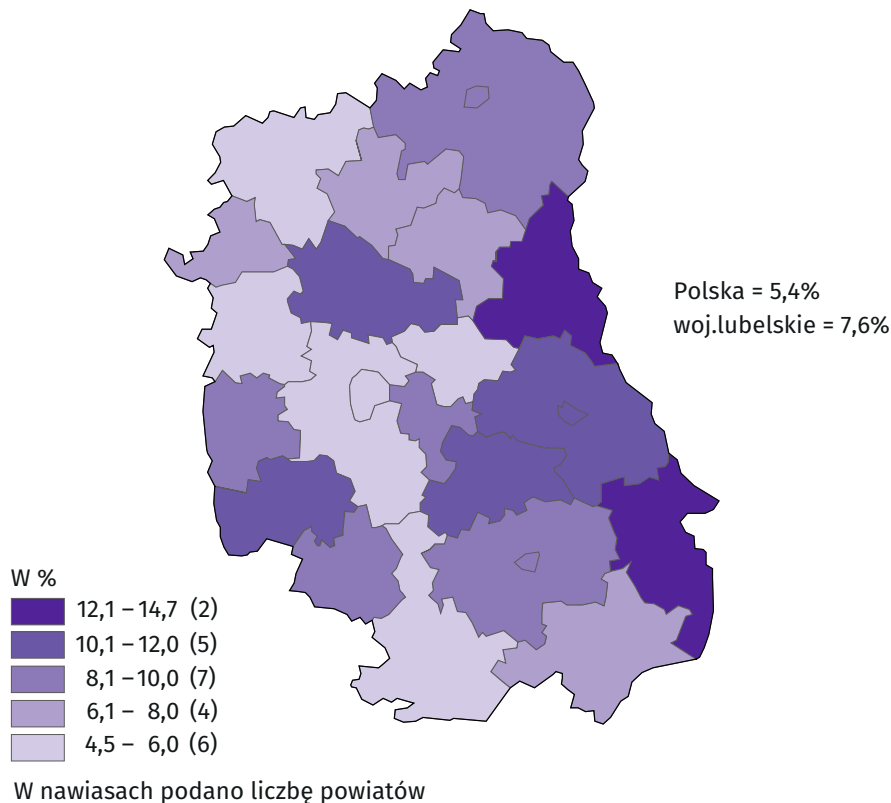 Polska = 5,4%
woj.lubelskie = 7,6%
W %
12,1 – 14,7 (2)
10,1 – 12,0 (5)
8,1 – 10,0 (7)
6,1 – 8,0 (4)
4,5 – 6,0 (6)
W nawiasach podano liczbę powiatów